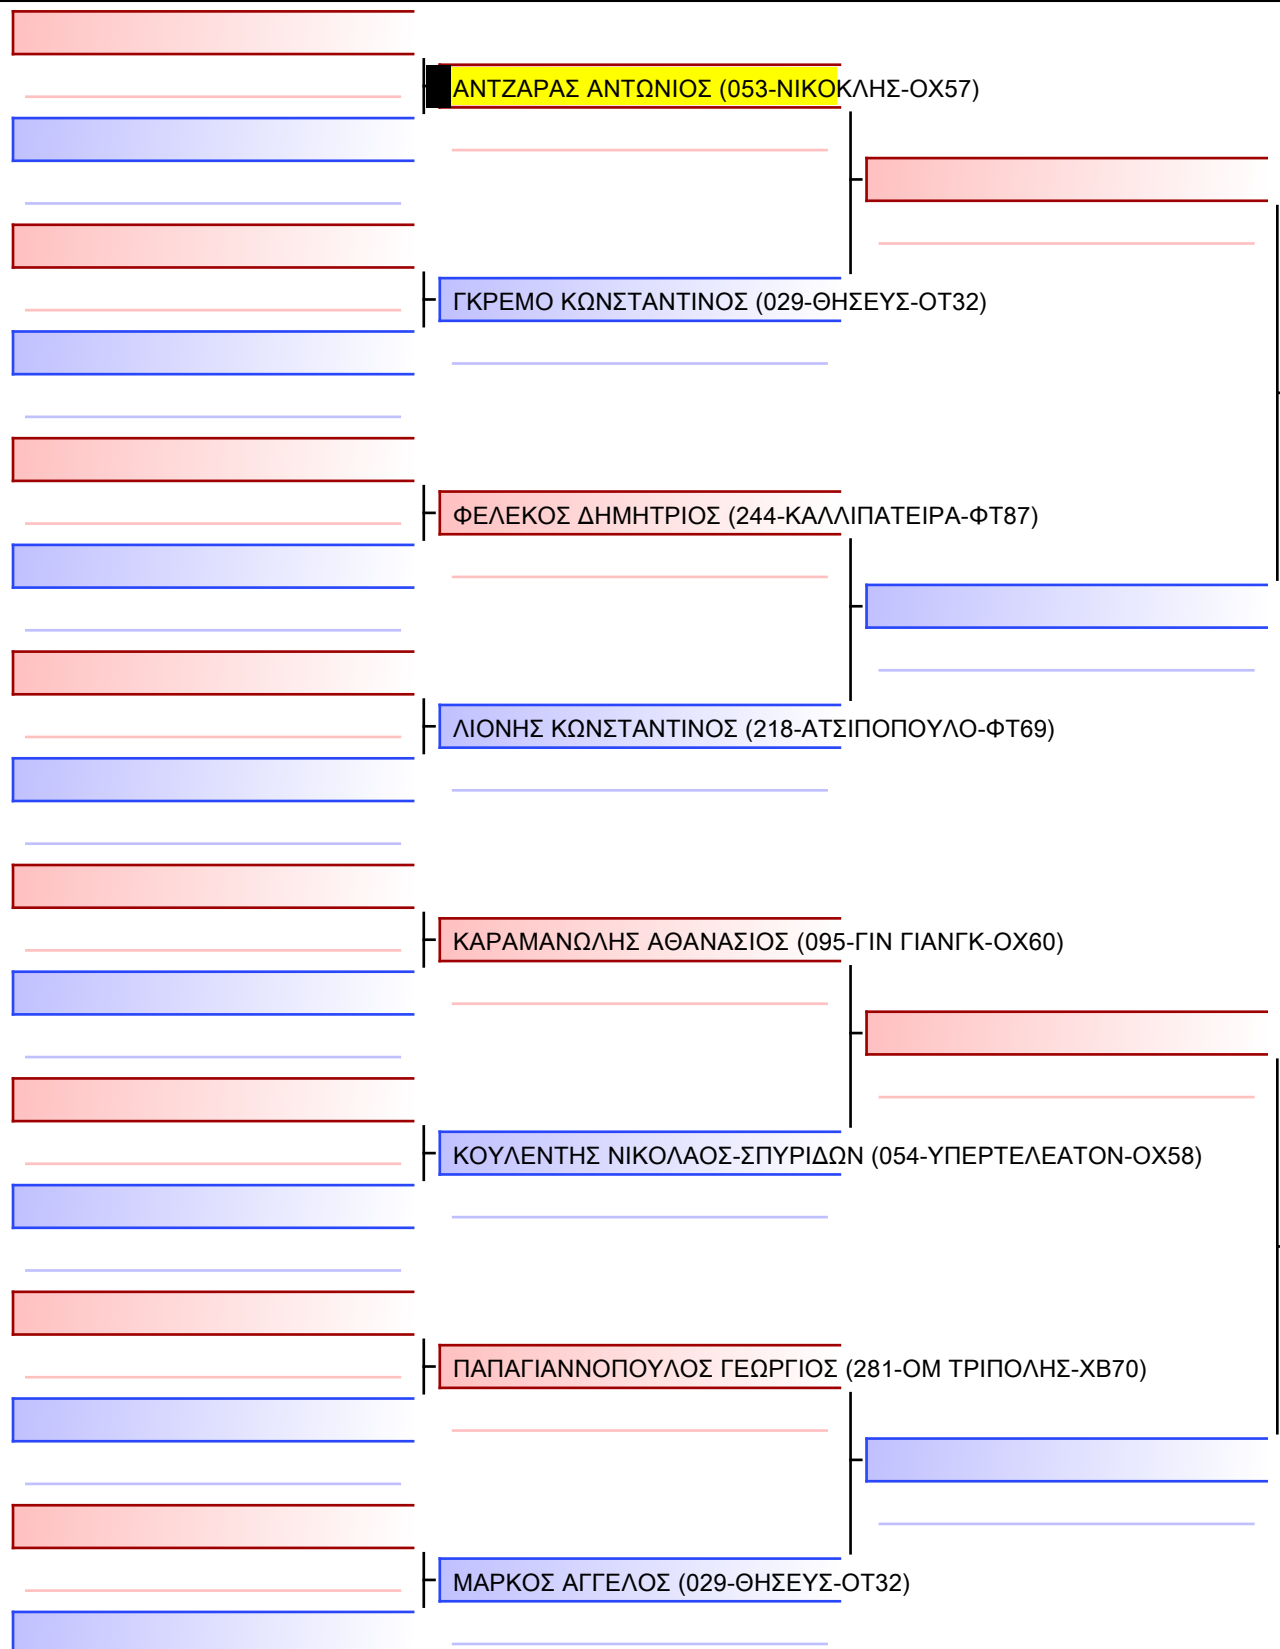 ΑΝΤΖΑΡΑΣ ΑΝΤΩΝΙΟΣ (053-ΝΙΚΟΚΛΗΣ-ΟΧ57)
ΓΚΡΕΜΟ ΚΩΝΣΤΑΝΤΙΝΟΣ (029-ΘΗΣΕΥΣ-ΟΤ32)
ΦΕΛΕΚΟΣ ΔΗΜΗΤΡΙΟΣ (244-ΚΑΛΛΙΠΑΤΕΙΡΑ-ΦΤ87)
ΛΙΟΝΗΣ ΚΩΝΣΤΑΝΤΙΝΟΣ (218-ΑΤΣΙΠΟΠΟΥΛΟ-ΦΤ69)
ΚΑΡΑΜΑΝΩΛΗΣ ΑΘΑΝΑΣΙΟΣ (095-ΓΙΝ ΓΙΑΝΓΚ-ΟΧ60)
ΚΟΥΛΕΝΤΗΣ ΝΙΚΟΛΑΟΣ-ΣΠΥΡΙΔΩΝ (054-ΥΠΕΡΤΕΛΕΑΤΟΝ-ΟΧ58)
ΠΑΠΑΓΙΑΝΝΟΠΟΥΛΟΣ ΓΕΩΡΓΙΟΣ (281-ΟΜ ΤΡΙΠΟΛΗΣ-ΧΒ70)
ΜΑΡΚΟΣ ΑΓΓΕΛΟΣ (029-ΘΗΣΕΥΣ-ΟΤ32)